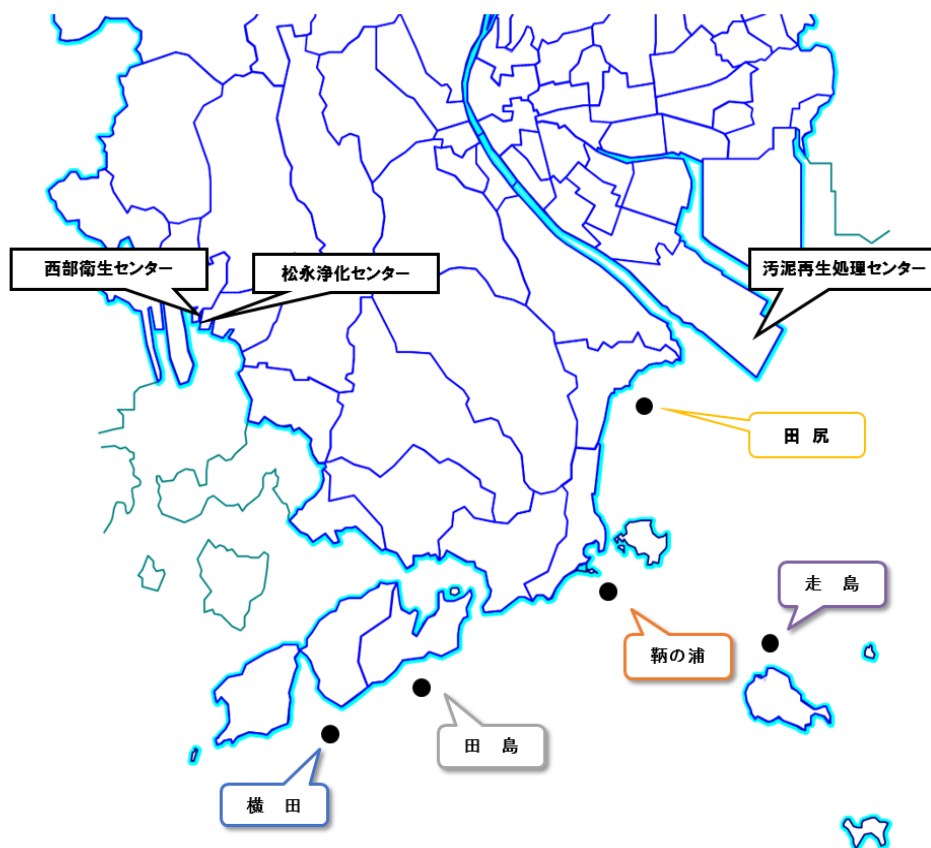 西部衛生センター
松永浄化センター
汚泥再生処理センター
田 尻
走 島
鞆の浦
田 島
横 田